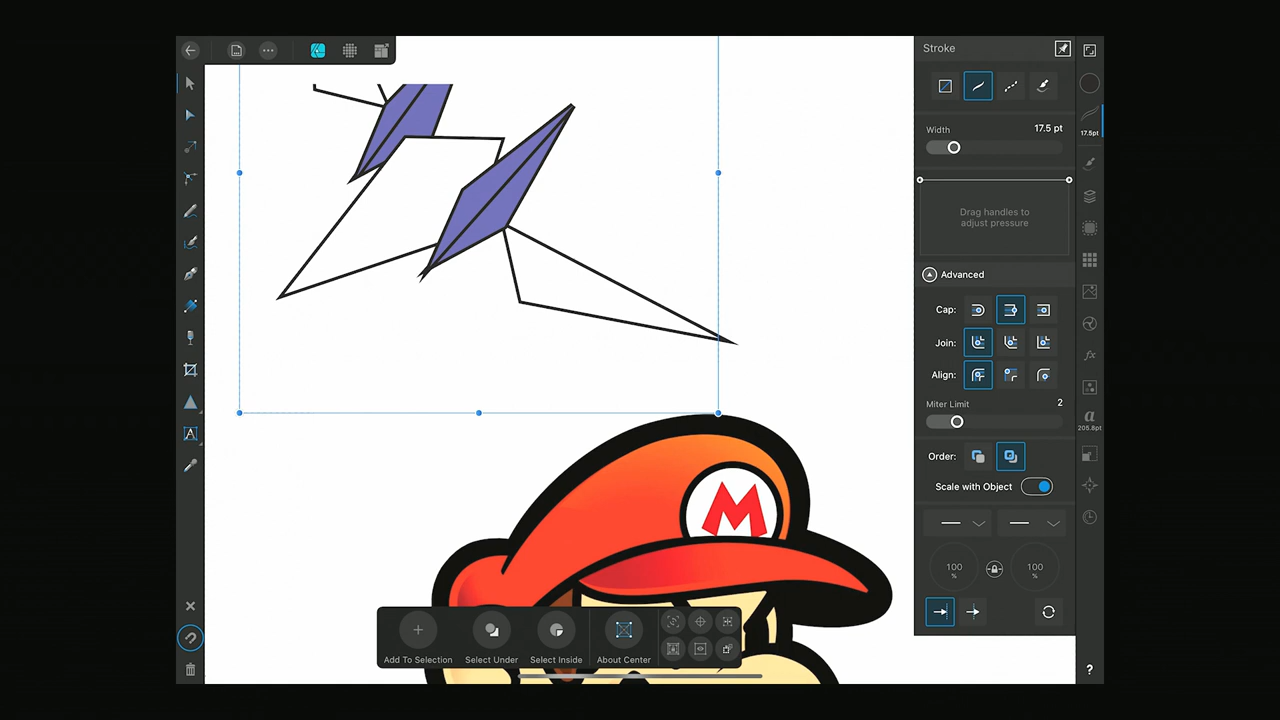 Stroke
Width 17.5 pt
17.5pt
Drag handles to
adjust pressure
Advanced
Cap:
Join:
Align:
Miter Limit 2
a
205.8pt
Order:
Scale with Object
fx
100 %
100 %
A
M
Add To Selection
Select Under
Select Inside
About Center
?